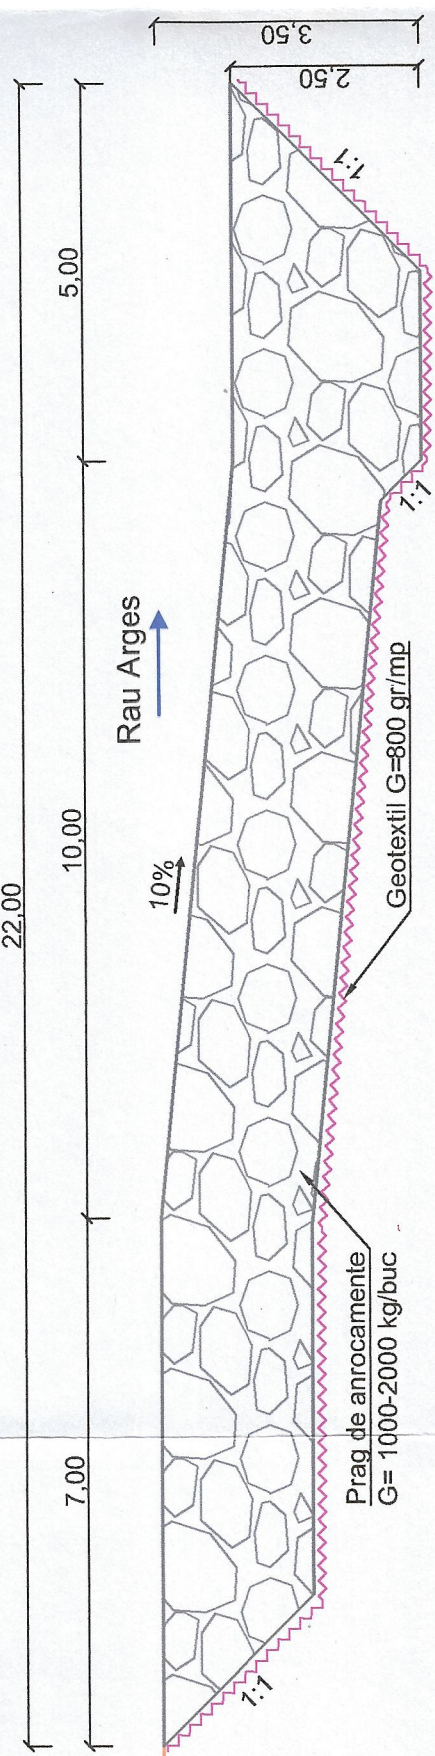 22,00
7,00
10,00
5,00
Rau Arges
10%
3,50
2,50
1:1
1:1
1:1
Prag de anrocamente
G= 1000-2000 kg/buc
Geotextil G=800 gr/mp